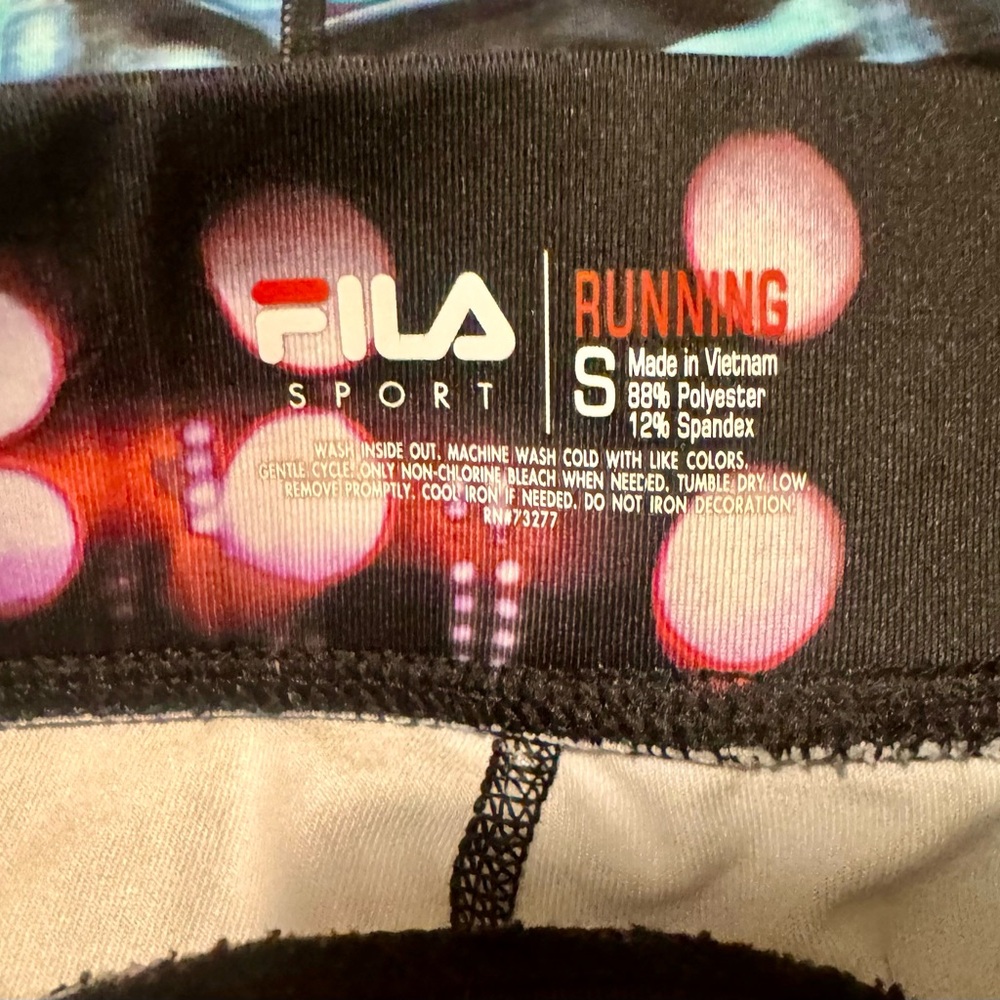 FILA
SPORT
RUNNING
S
Made in Vietnam
88% Polyester
12% Spandex
WASH INSIDE OUT. MACHINE WASH COLD WITH LIKE COLORS.
GENTLE CYCLE. ONLY NON-CHLORINE BLEACH WHEN NEEDED. TUMBLE DRY LOW
REMOVE PROMPTLY. COOL IRON IF NEEDED. DO NOT IRON DECORATION
RN#73277